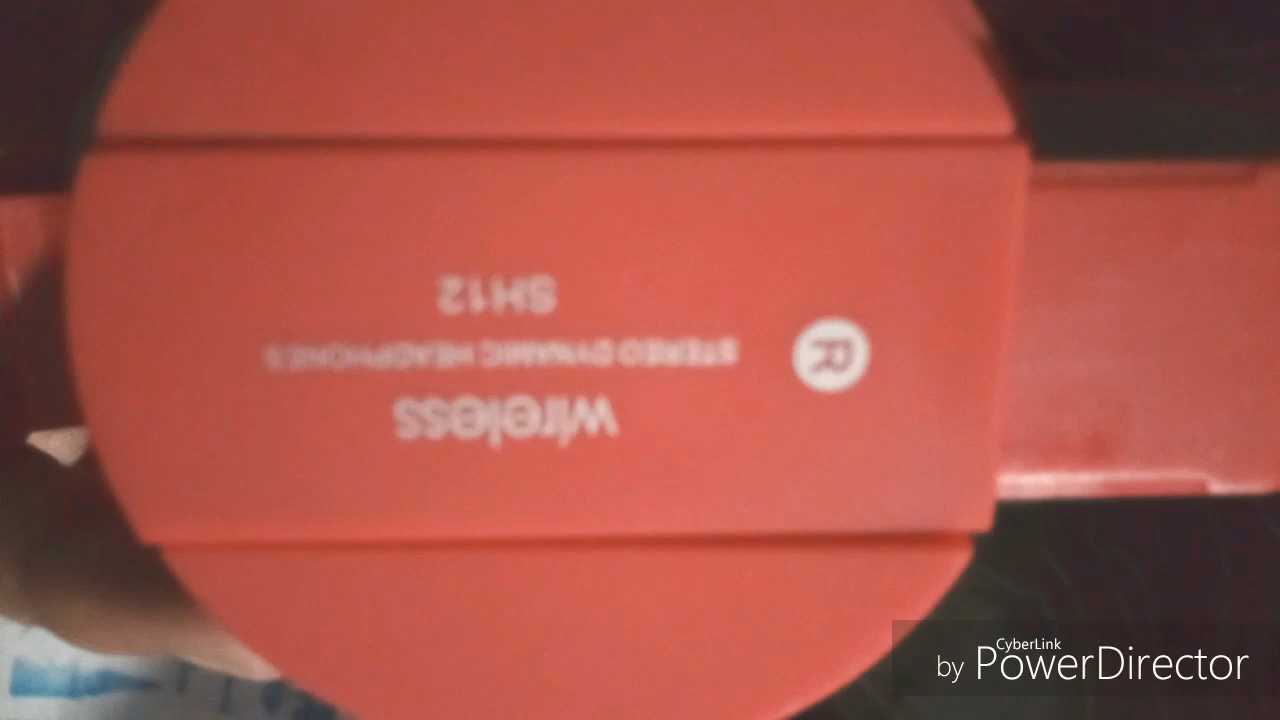 wireless
STEREO DYNAMIC HEADPHONES
SH12
R
CyberLink
by PowerDirector